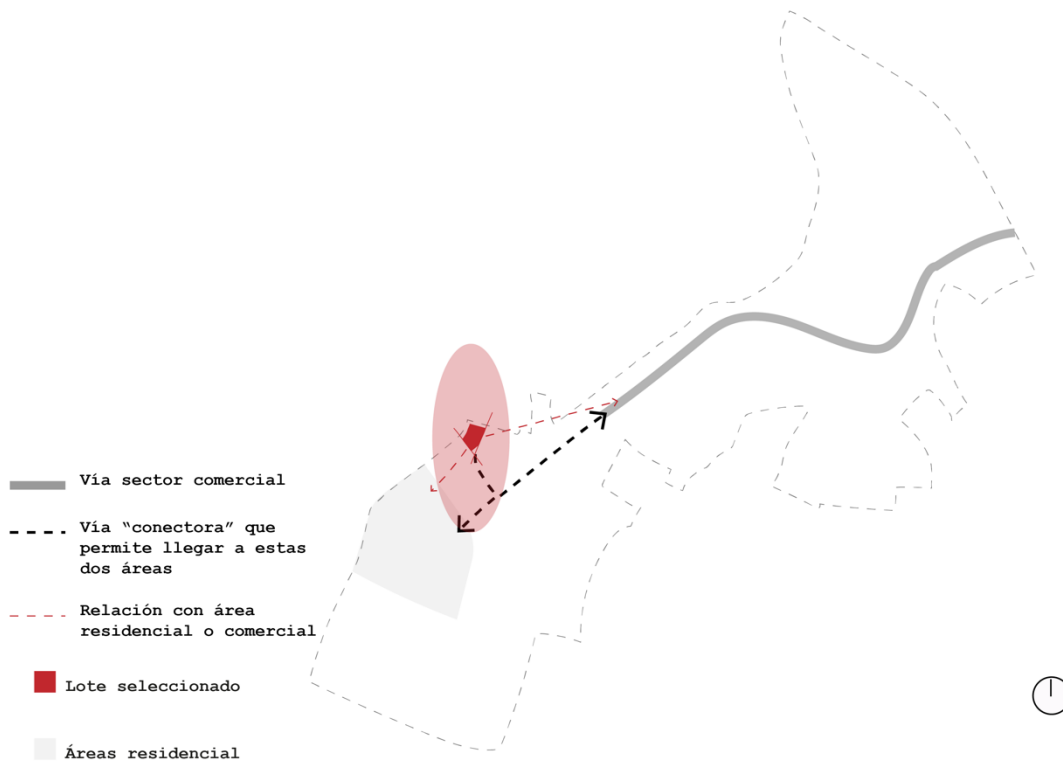 Vía sector comercial
Vía “conectora” que
permite llegar a estas
dos áreas
Relación con área
residencial o comercial
Lote seleccionado
Áreas residencial